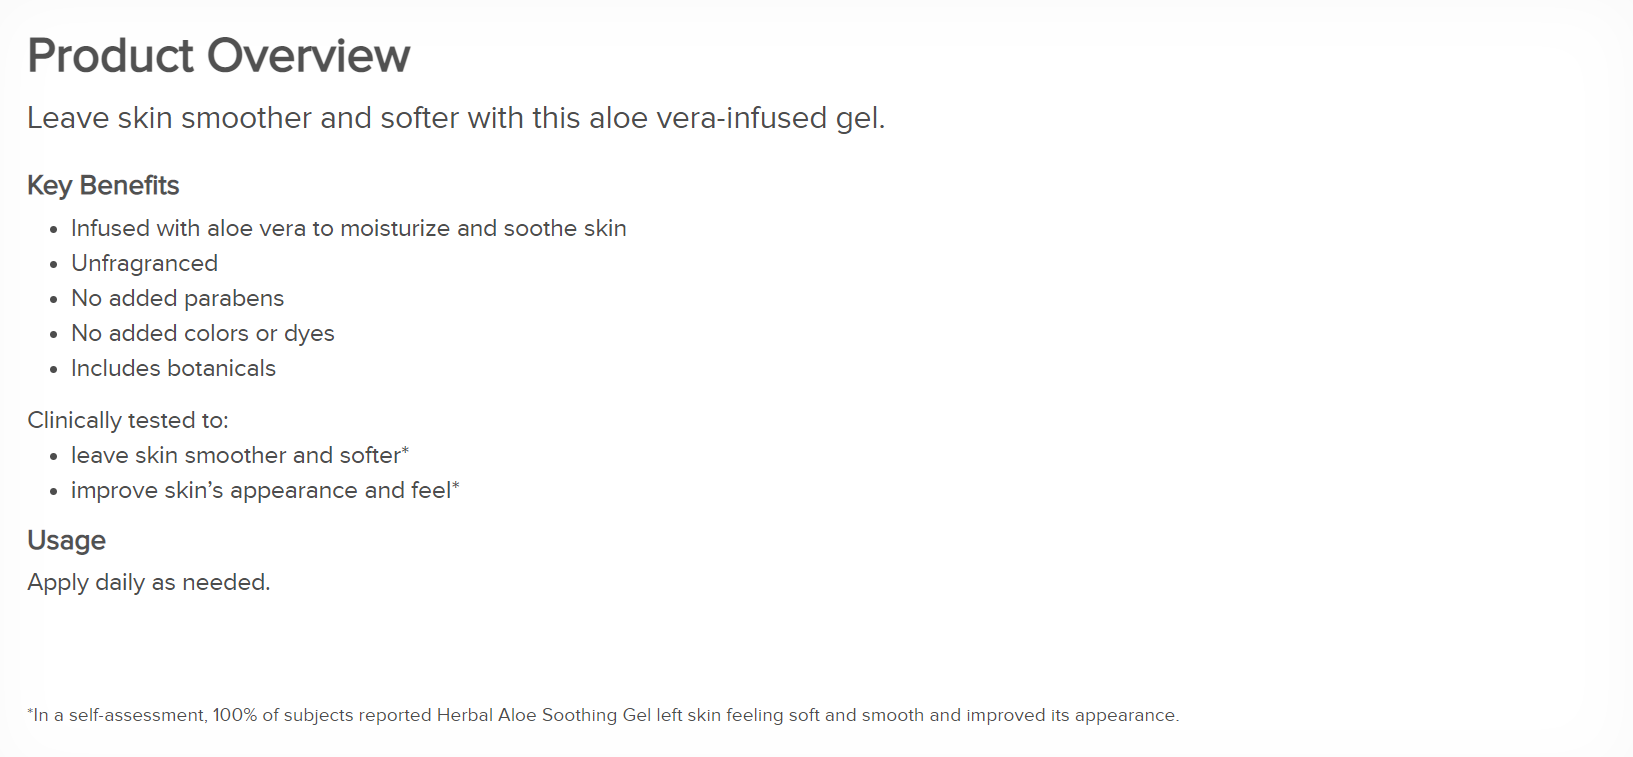 Product Overview
Leave skin smoother and softer with this aloe vera-infused gel.
Key Benefits
• Infused with aloe vera to moisturize and soothe skin
• Unfragranced
• No added parabens
• No added colors or dyes
• Includes botanicals
Clinically tested to:
• leave skin smoother and softer*
• improve skin’s appearance and feel*
Usage
Apply daily as needed.
*In a self-assessment, 100% of subjects reported Herbal Aloe Soothing Gel left skin feeling soft and smooth and improved its appearance.